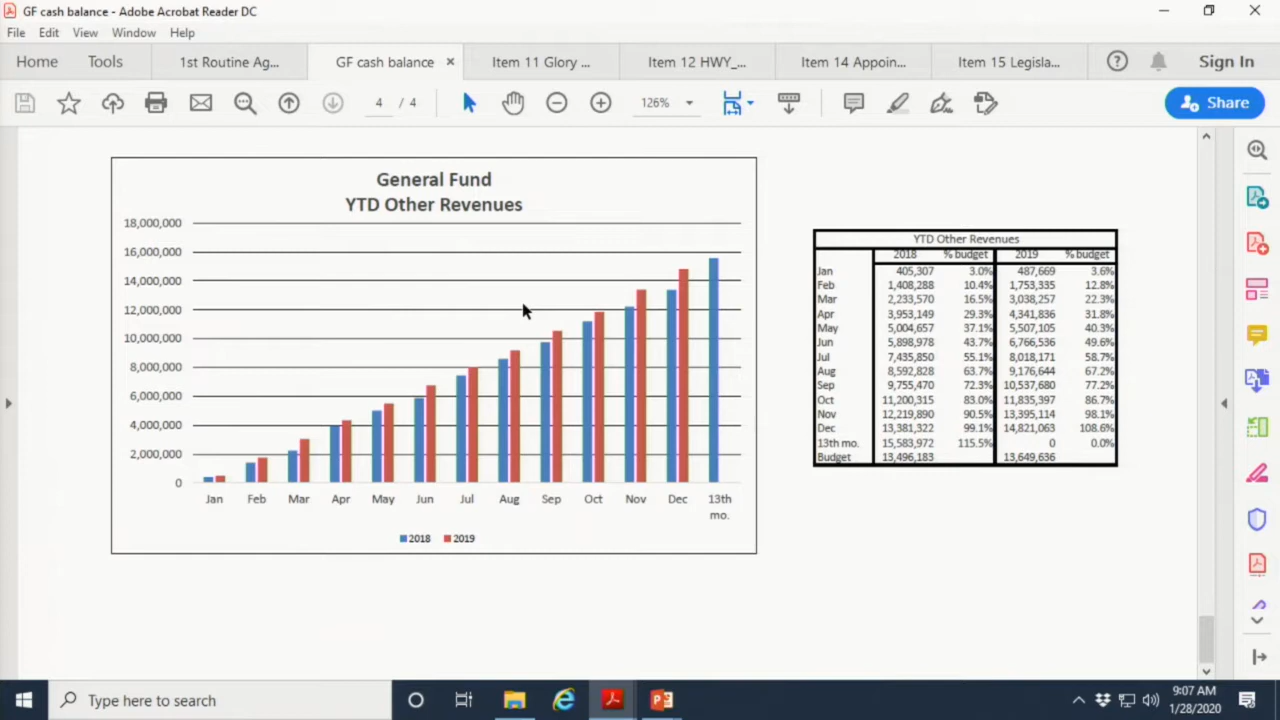 GF cash balance - Adobe Acrobat Reader DC
File Edit View Window Help
Home Tools 1st Routine Ag... GF cash balance × Item 11 Glory ... Item 12 HWY_... Item 14 Appoin... Item 15 Legisla... Sign In
4 / 4 126% Share
General Fund
YTD Other Revenues
18,000,000
16,000,000
14,000,000
12,000,000
10,000,000
8,000,000
6,000,000
4,000,000
2,000,000
0
Jan Feb Mar Apr May Jun Jul Aug Sep Oct Nov Dec 13th
mo.
2018 2019
YTD Other Revenues
2018 % budget 2019 % budget
Jan 405,307 3.0% 487,669 3.6%
Feb 1,408,288 10.4% 1,753,335 12.8%
Mar 2,233,570 16.5% 3,038,257 22.3%
Apr 3,953,149 29.3% 4,341,836 31.8%
May 5,004,657 37.1% 5,507,105 40.3%
Jun 5,898,978 43.7% 6,766,536 49.6%
Jul 7,435,850 55.1% 8,018,171 58.7%
Aug 8,592,828 63.7% 9,176,644 67.2%
Sep 9,755,470 72.3% 10,537,680 77.2%
Oct 11,200,315 83.0% 11,835,397 86.7%
Nov 12,219,890 90.5% 13,395,114 98.1%
Dec 13,381,322 99.1% 14,821,063 108.6%
13th mo. 15,583,972 115.5% 0 0.0%
Budget 13,496,183 13,649,636
Type here to search
9:07 AM
1/28/2020